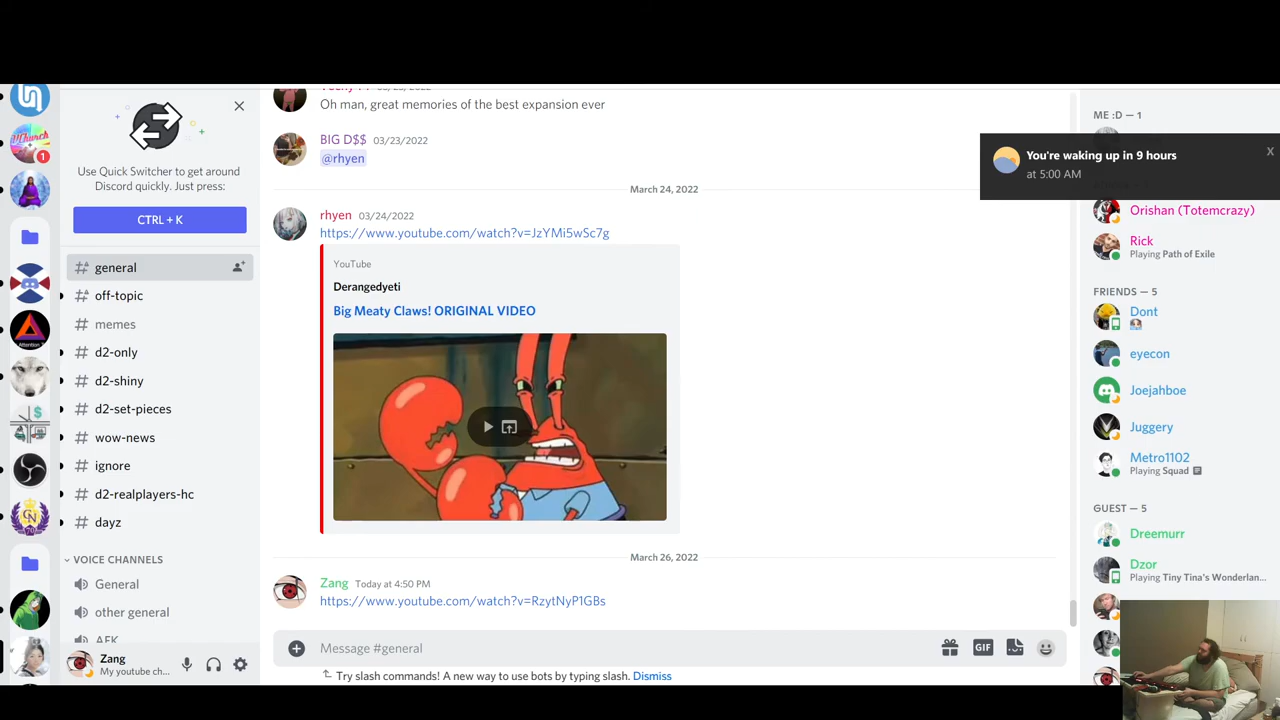 Use Quick Switcher to get around
Discord quickly. Just press:
CTRL + K
general
off-topic
memes
d2-only
d2-shiny
d2-set-pieces
wow-news
ignore
d2-realplayers-hc
dayz
VOICE CHANNELS
General
other general
AFK
Zang
My youtube ch...
03/23/2022
Oh man, great memories of the best expansion ever
BIG D$$ 03/23/2022
@rhyen
March 24, 2022
rhyen 03/24/2022
https://www.youtube.com/watch?v=JzYMi5wSc7g
YouTube
Derangedyeti
Big Meaty Claws! ORIGINAL VIDEO
March 26, 2022
Zang Today at 4:50 PM
https://www.youtube.com/watch?v=RzytNyP1GBs
Message #general
GIF
Try slash commands! A new way to use bots by typing slash. Dismiss
ME :D — 1
You're waking up in 9 hours
at 5:00 AM
X
Orishan (Totemcrazy)
Rick
Playing Path of Exile
FRIENDS — 5
Dont
eyecon
Joejahboe
Juggery
Metro1102
Playing Squad
GUEST — 5
Dreemurr
Dzor
Playing Tiny Tina's Wonderlan...
1